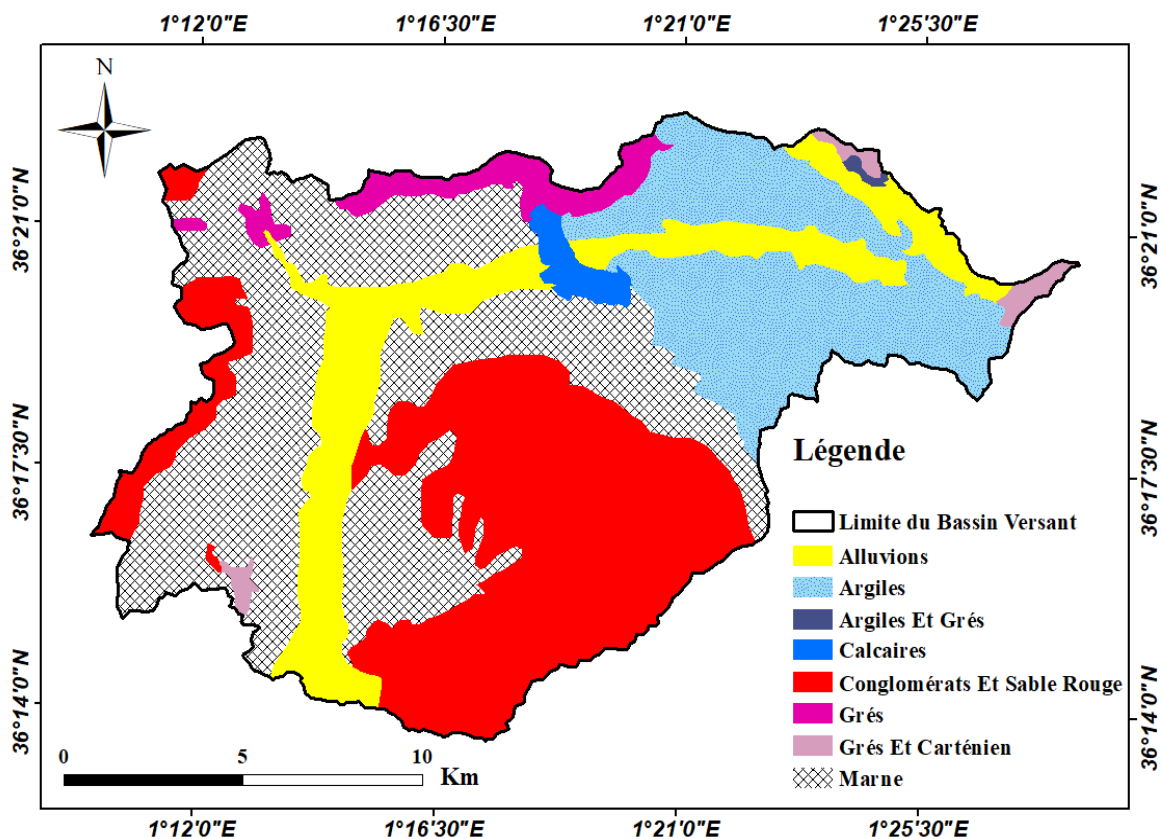 1°12'0"E 1°16'30"E 1°21'0"E 1°25'30"E
N
36°21'0"N
36°21'0"N
36°17'30"N
36°17'30"N
36°14'0"N
36°14'0"N
Légende
Limite du Bassin Versant
Alluvions
Argiles
Argiles Et Grés
Calcaires
Conglomérats Et Sable Rouge
Grés
Grés Et Carténien
Marne
0 5 10
Km
1°12'0"E 1°16'30"E 1°21'0"E 1°25'30"E